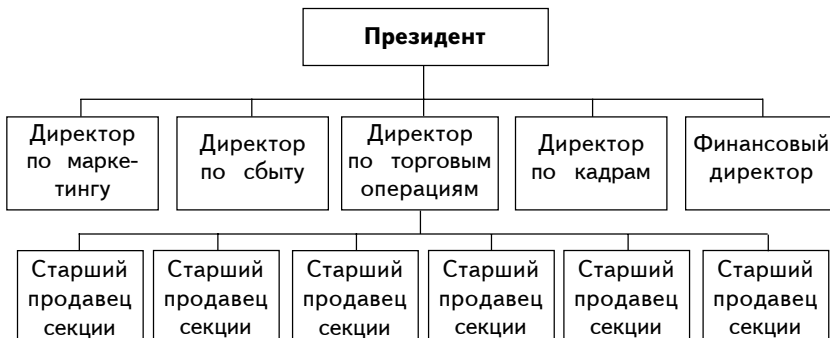 Президент
Директор
по марке-
тингу
Директор
по сбыту
Директор
по торговым
операциям
Директор
по кадрам
Финансовый
директор
Старший
продавец
секции
Старший
продавец
секции
Старший
продавец
секции
Старший
продавец
секции
Старший
продавец
секции
Старший
продавец
секции